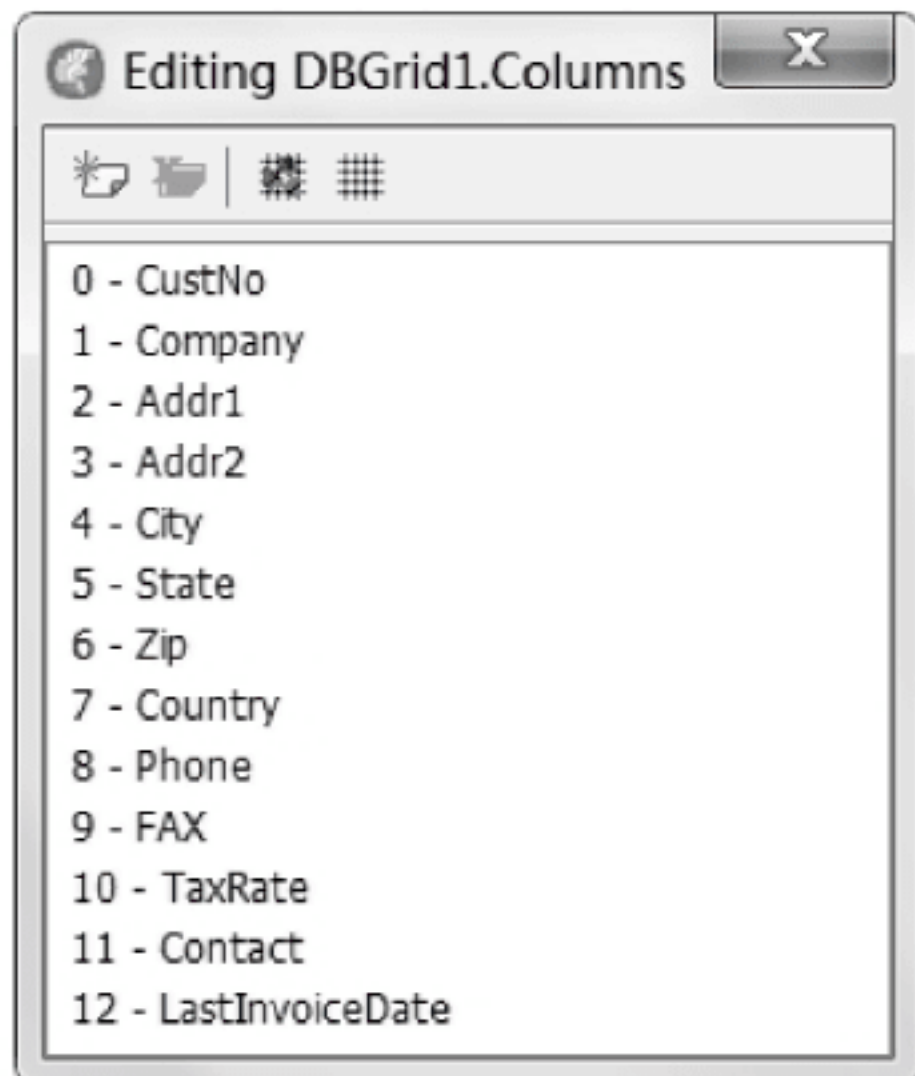 Editing DBGrid1.Columns
0 - CustNo
1 - Company
2 - Addr1
3 - Addr2
4 - City
5 - State
6 - Zip
7 - Country
8 - Phone
9 - FAX
10 - TaxRate
11 - Contact
12 - LastInvoiceDate